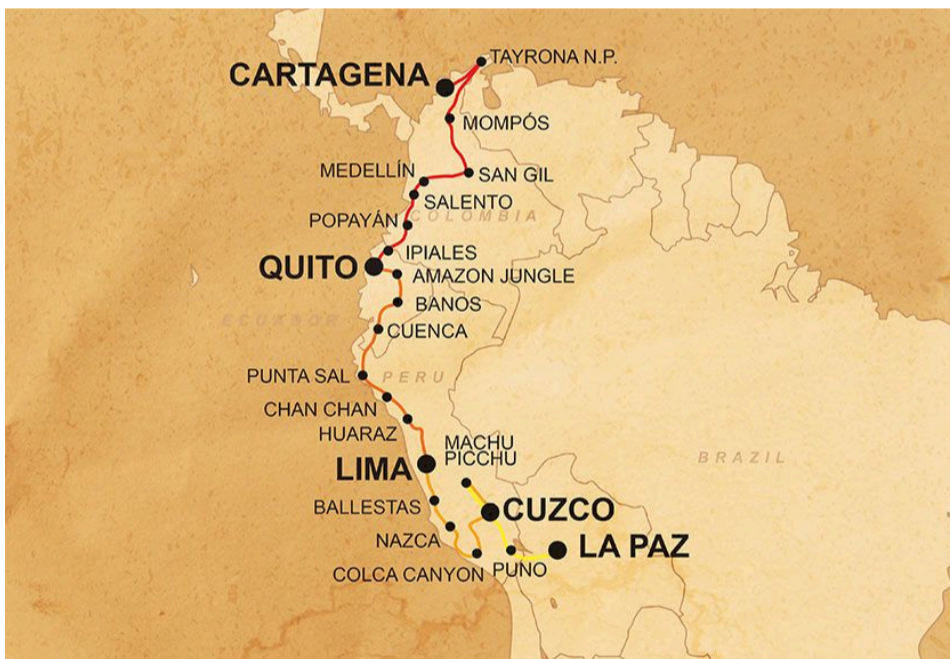 TAYRONA N.P.
CARTAGENA
MOMPÓS
MEDELLÍN
SAN GIL
SALENTO
COLOMBIA
POPAYÁN
IPIALES
QUITO
AMAZON JUNGLE
BANOS
ECUADOR
CUENCA
PUNTA SAL
PERU
CHAN CHAN
HUARAZ
MACHU
PICCHU
LIMA
BRAZIL
BALLESTAS
CUZCO
NAZCA
LA PAZ
COLCA CANYON
PUNO